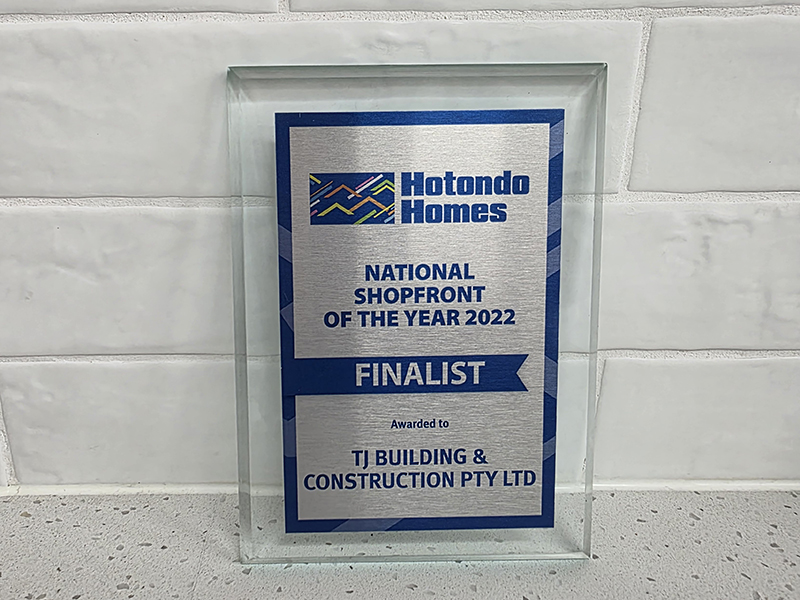 Hotondo
Homes
NATIONAL
SHOPFRONT
OF THE YEAR 2022
FINALIST
Awarded to
TJ BUILDING &
CONSTRUCTION PTY LTD